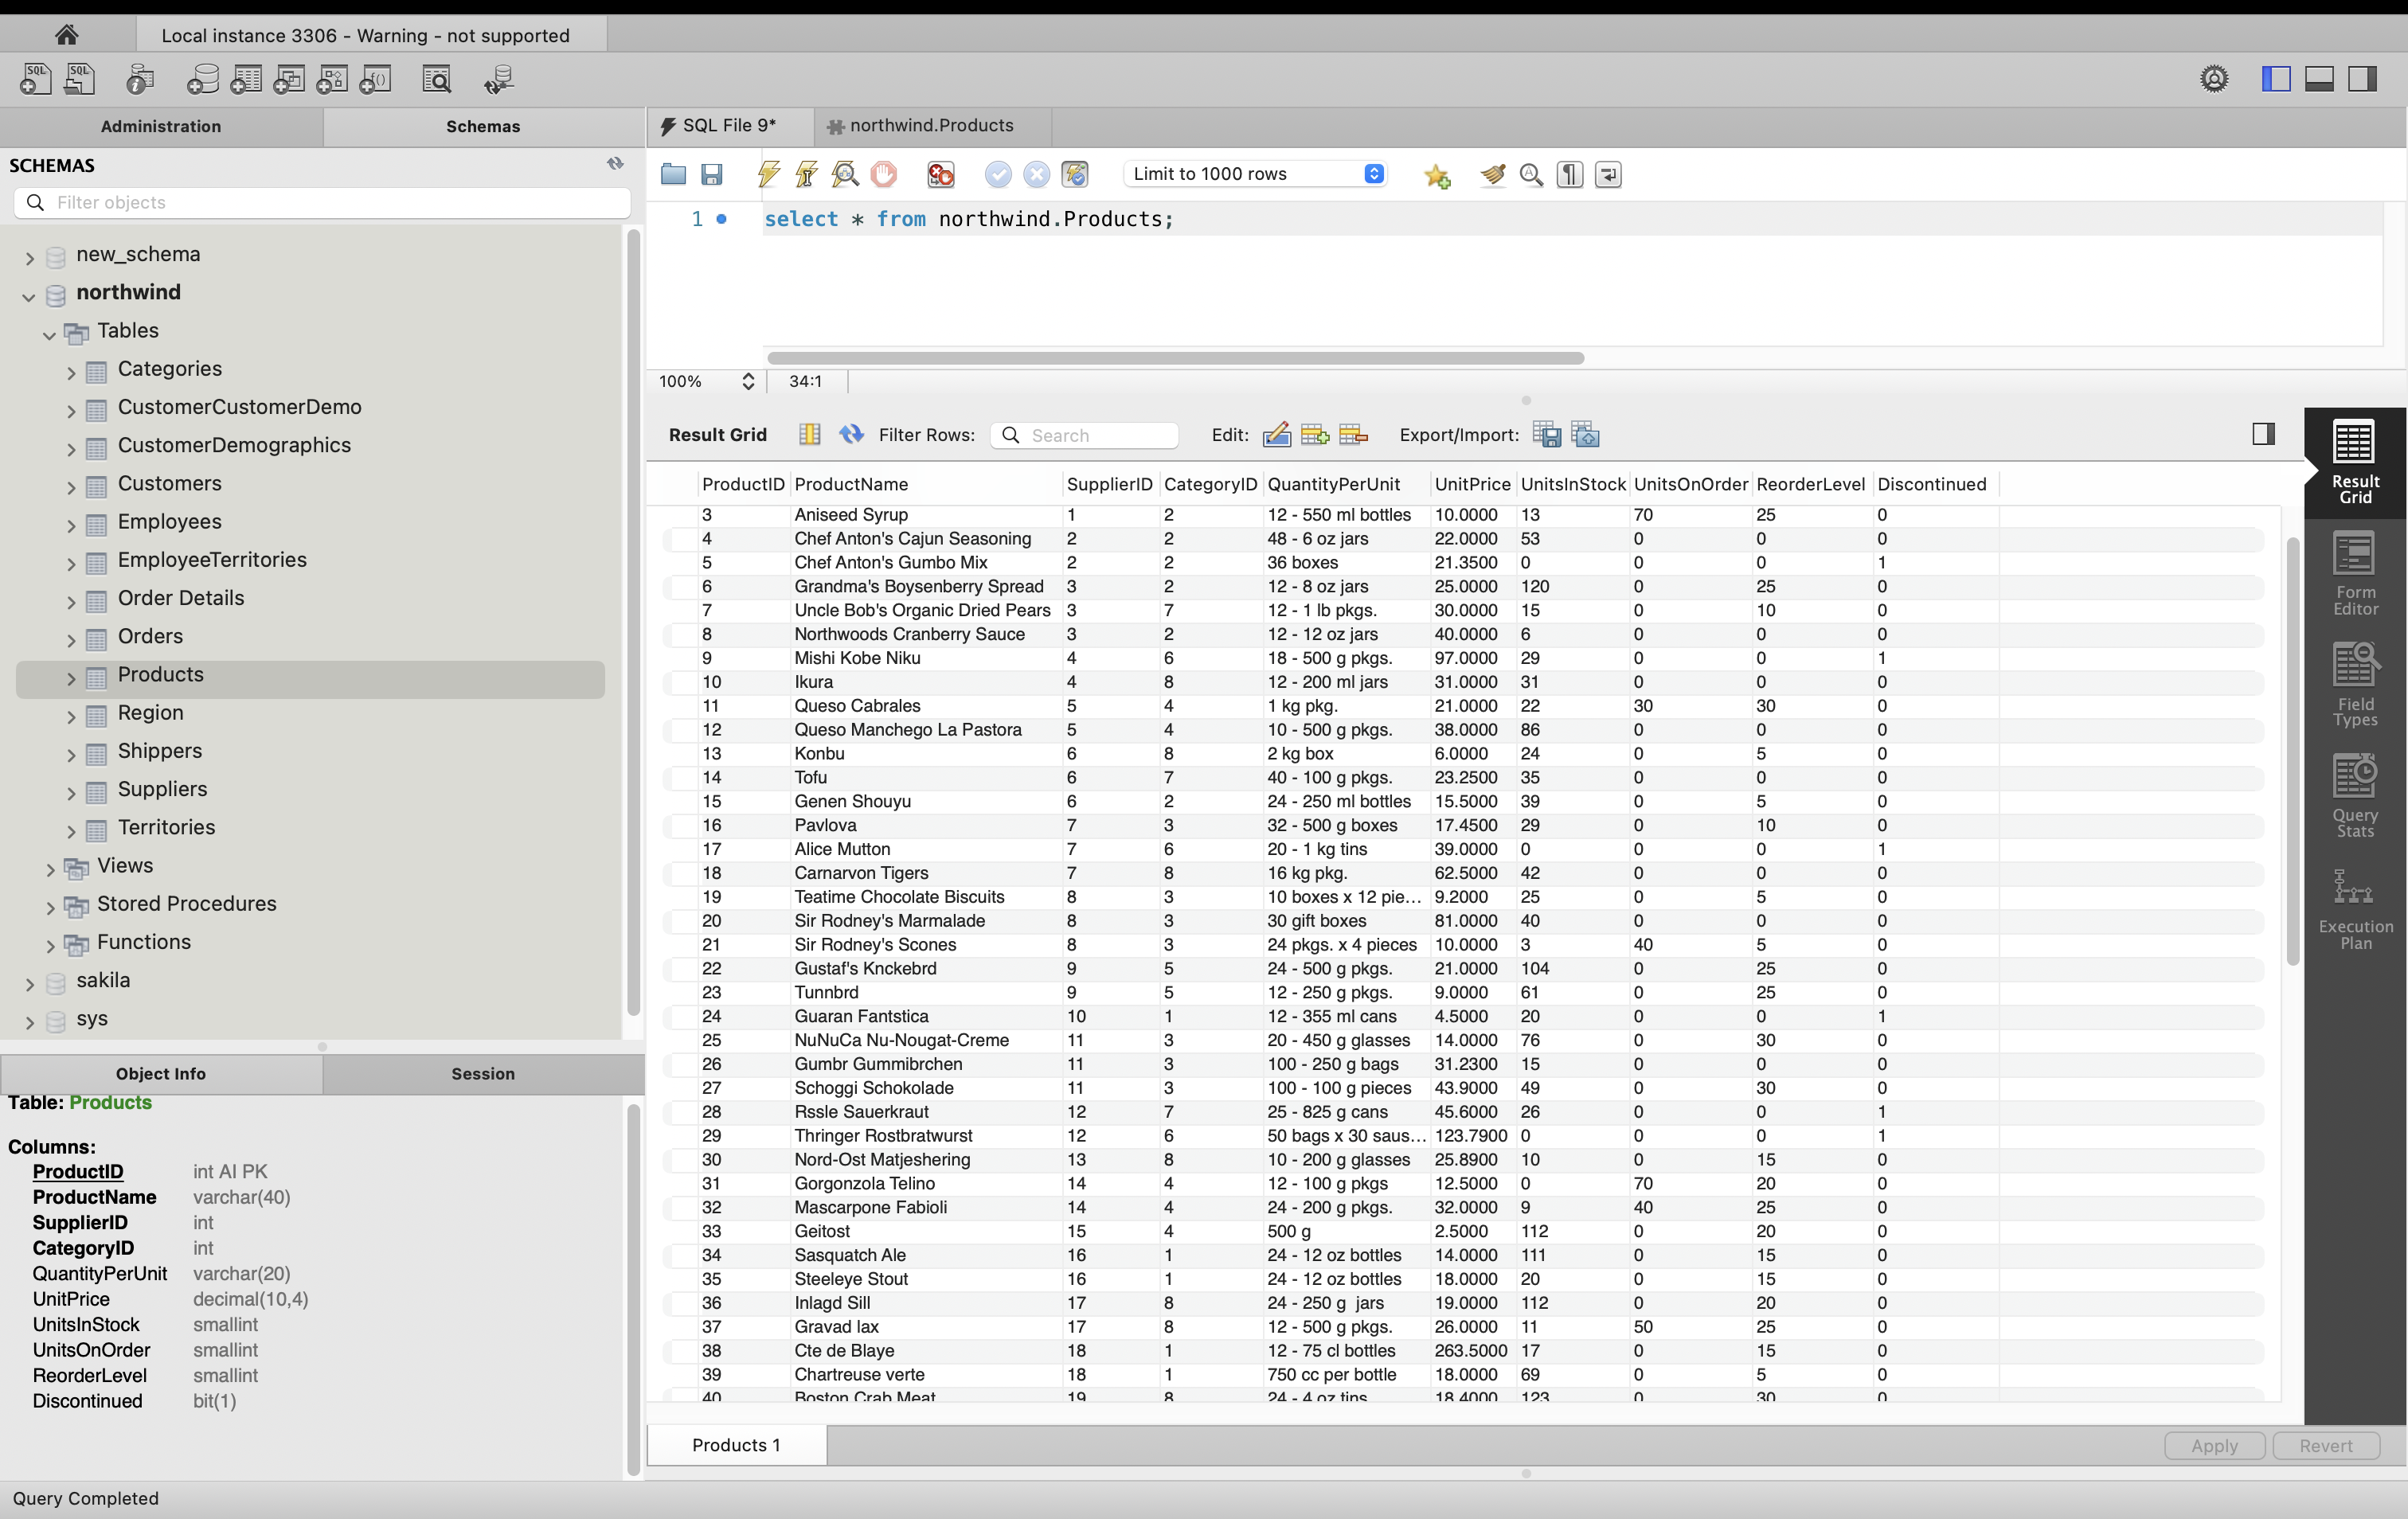 Local instance 3306 - Warning - not supported
Administration
Schemas
SQL File 9*
northwind.Products
SCHEMAS
Filter objects
new_schema
northwind
Tables
Categories
CustomerCustomerDemo
CustomerDemographics
Customers
Employees
EmployeeTerritories
Order Details
Orders
Products
Region
Shippers
Suppliers
Territories
Views
Stored Procedures
Functions
sakila
sys
Object Info
Session
Table: Products
Columns:
ProductID int AI PK
ProductName varchar(40)
SupplierID int
CategoryID int
QuantityPerUnit varchar(20)
UnitPrice decimal(10,4)
UnitsInStock smallint
UnitsOnOrder smallint
ReorderLevel smallint
Discontinued bit(1)
Query Completed
Limit to 1000 rows
1 select * from northwind.Products;
100% 34:1
Result Grid Filter Rows: Search Edit: Export/Import:
ProductID ProductName SupplierID CategoryID QuantityPerUnit UnitPrice UnitsInStock UnitsOnOrder ReorderLevel Discontinued
3 Aniseed Syrup 1 2 12 - 550 ml bottles 10.0000 13 70 25 0
4 Chef Anton's Cajun Seasoning 2 2 48 - 6 oz jars 22.0000 53 0 0 0
5 Chef Anton's Gumbo Mix 2 2 36 boxes 21.3500 0 0 0 1
6 Grandma's Boysenberry Spread 3 2 12 - 8 oz jars 25.0000 120 0 25 0
7 Uncle Bob's Organic Dried Pears 3 7 12 - 1 lb pkgs. 30.0000 15 0 10 0
8 Northwoods Cranberry Sauce 3 2 12 - 12 oz jars 40.0000 6 0 0 0
9 Mishi Kobe Niku 4 6 18 - 500 g pkgs. 97.0000 29 0 0 1
10 Ikura 4 8 12 - 200 ml jars 31.0000 31 0 0 0
11 Queso Cabrales 5 4 1 kg pkg. 21.0000 22 30 30 0
12 Queso Manchego La Pastora 5 4 10 - 500 g pkgs. 38.0000 86 0 0 0
13 Konbu 6 8 2 kg box 6.0000 24 0 5 0
14 Tofu 6 7 40 - 100 g pkgs. 23.2500 35 0 0 0
15 Genen Shouyu 6 2 24 - 250 ml bottles 15.5000 39 0 5 0
16 Pavlova 7 3 32 - 500 g boxes 17.4500 29 0 10 0
17 Alice Mutton 7 6 20 - 1 kg tins 39.0000 0 0 0 1
18 Carnarvon Tigers 7 8 16 kg pkg. 62.5000 42 0 0 0
19 Teatime Chocolate Biscuits 8 3 10 boxes x 12 pie... 9.2000 25 0 5 0
20 Sir Rodney's Marmalade 8 3 30 gift boxes 81.0000 40 0 0 0
21 Sir Rodney's Scones 8 3 24 pkgs. x 4 pieces 10.0000 3 40 5 0
22 Gustaf's Knckebrd 9 5 24 - 500 g pkgs. 21.0000 104 0 25 0
23 Tunnbrd 9 5 12 - 250 g pkgs. 9.0000 61 0 25 0
24 Guaran Fantstica 10 1 12 - 355 ml cans 4.5000 20 0 0 1
25 NuNuCa Nu-Nougat-Creme 11 3 20 - 450 g glasses 14.0000 76 0 30 0
26 Gumbr Gummibrchen 11 3 100 - 250 g bags 31.2300 15 0 0 0
27 Schoggi Schokolade 11 3 100 - 100 g pieces 43.9000 49 0 30 0
28 Rssle Sauerkraut 12 7 25 - 825 g cans 45.6000 26 0 0 1
29 Thringer Rostbratwurst 12 6 50 bags x 30 saus... 123.7900 0 0 0 1
30 Nord-Ost Matjeshering 13 8 10 - 200 g glasses 25.8900 10 0 15 0
31 Gorgonzola Telino 14 4 12 - 100 g pkgs 12.5000 0 70 20 0
32 Mascarpone Fabioli 14 4 24 - 200 g pkgs. 32.0000 9 40 25 0
33 Geitost 15 4 500 g 2.5000 112 0 20 0
34 Sasquatch Ale 16 1 24 - 12 oz bottles 14.0000 111 0 15 0
35 Steeleye Stout 16 1 24 - 12 oz bottles 18.0000 20 0 15 0
36 Inlagd Sill 17 8 24 - 250 g  jars 19.0000 112 0 20 0
37 Gravad lax 17 8 12 - 500 g pkgs. 26.0000 11 50 25 0
38 Cte de Blaye 18 1 12 - 75 cl bottles 263.5000 17 0 15 0
39 Chartreuse verte 18 1 750 cc per bottle 18.0000 69 0 5 0
40 Boston Crab Meat 19 8 24 - 4 oz tins 18.4000 123 0 30 0
Result
Grid
Form
Editor
Field
Types
Query
Stats
Execution
Plan
Products 1
Apply
Revert